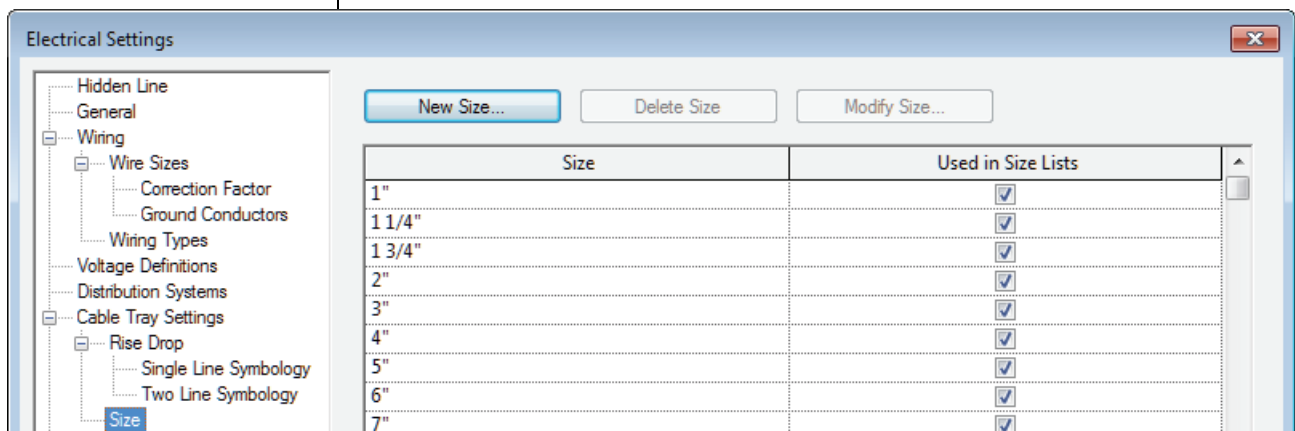 Electrical Settings
Hidden Line
General
Wiring
Wire Sizes
Correction Factor
Ground Conductors
Wiring Types
Voltage Definitions
Distribution Systems
Cable Tray Settings
Rise Drop
Single Line Symbology
Two Line Symbology
Size
New Size... Delete Size Modify Size...
Size Used in Size Lists
1"
1 1/4"
1 3/4"
2"
3"
4"
5"
6"
7"